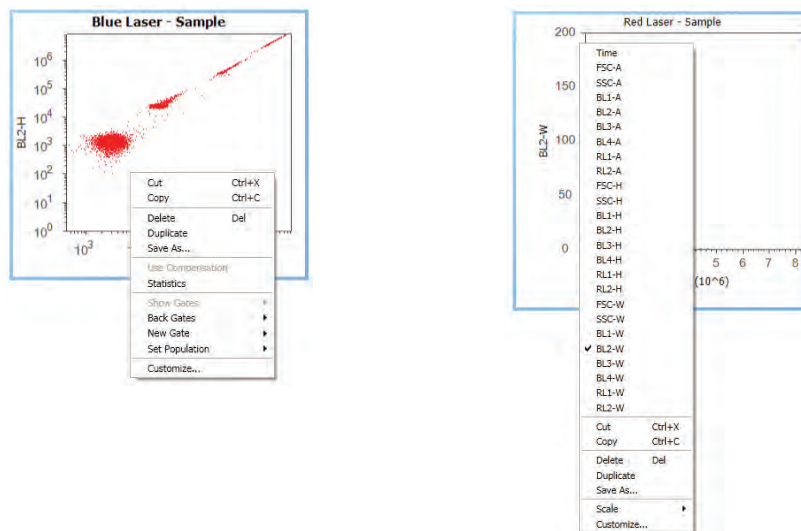 Blue Laser - Sample
BL2-H
10^6
10^5
10^4
10^3
10^2
10^1
10^0
10^3
Cut Ctrl+X
Copy Ctrl+C
Delete Del
Duplicate
Save As...
Use Compensation
Statistics
Show Gates
Back Gates
New Gate
Set Population
Customize...
Red Laser - Sample
BL2-W
200
150
100
50
0
5 6 7 8
(10^6)
Time
FSC-A
SSC-A
BL1-A
BL2-A
BL3-A
BL4-A
RL1-A
RL2-A
FSC-H
SSC-H
BL1-H
BL2-H
BL3-H
BL4-H
RL1-H
RL2-H
FSC-W
SSC-W
BL1-W
BL2-W
BL3-W
BL4-W
RL1-W
RL2-W
Cut Ctrl+X
Copy Ctrl+C
Delete Del
Duplicate
Save As...
Scale
Customize...